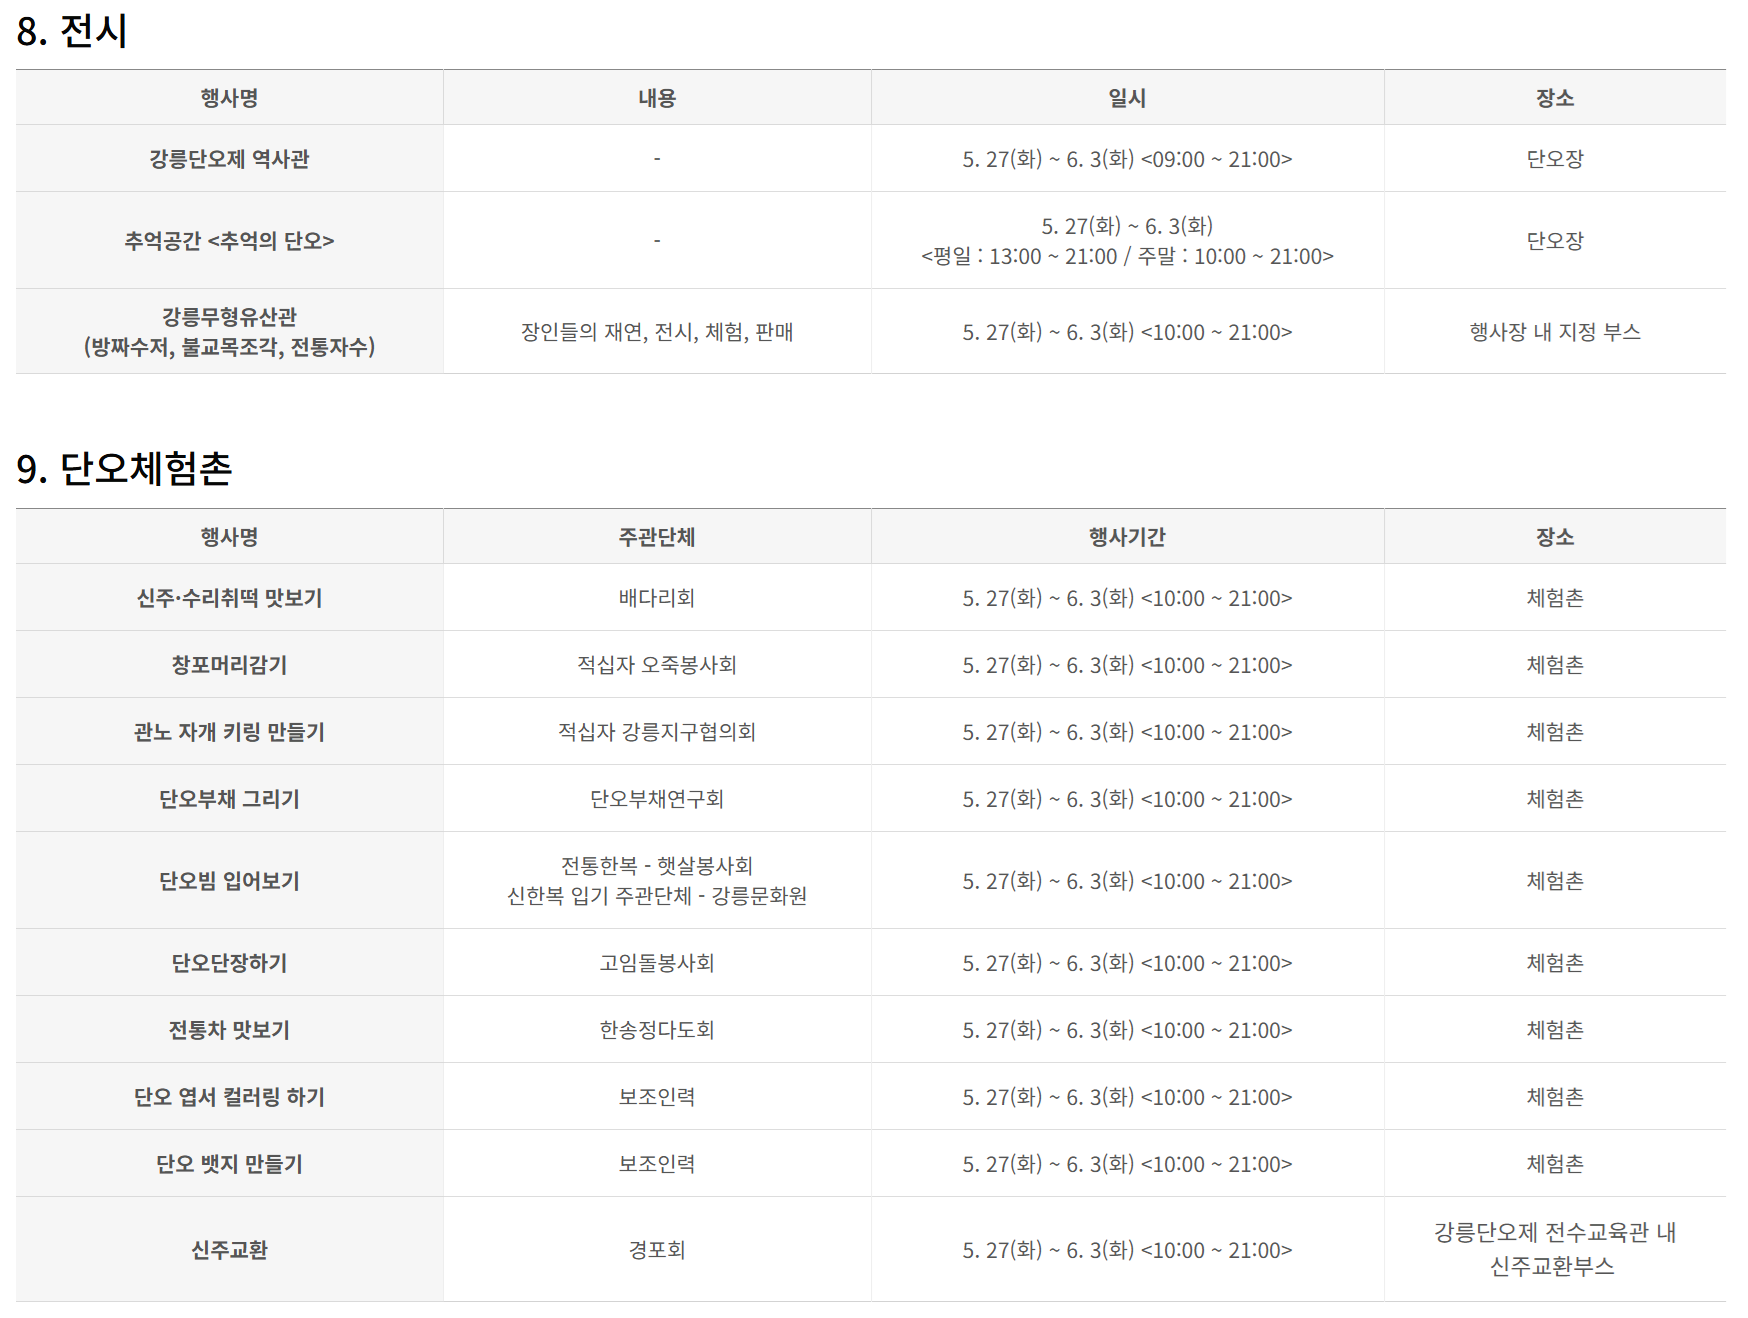 8. 전시
행사명 내용 일시 장소
강릉단오제 역사관 - 5. 27(화) ~ 6. 3(화) <09:00 ~ 21:00> 단오장
추억공간 <추억의 단오> - 5. 27(화) ~ 6. 3(화)
<평일 : 13:00 ~ 21:00 / 주말 : 10:00 ~ 21:00> 단오장
강릉무형유산관
(방짜수저, 불교목조각, 전통자수) 장인들의 재연, 전시, 체험, 판매 5. 27(화) ~ 6. 3(화) <10:00 ~ 21:00> 행사장 내 지정 부스
9. 단오체험촌
행사명 주관단체 행사기간 장소
신주·수리취떡 맛보기 배다리회 5. 27(화) ~ 6. 3(화) <10:00 ~ 21:00> 체험촌
창포머리감기 적십자 오죽봉사회 5. 27(화) ~ 6. 3(화) <10:00 ~ 21:00> 체험촌
관노 자개 키링 만들기 적십자 강릉지구협의회 5. 27(화) ~ 6. 3(화) <10:00 ~ 21:00> 체험촌
단오부채 그리기 단오부채연구회 5. 27(화) ~ 6. 3(화) <10:00 ~ 21:00> 체험촌
단오빔 입어보기 전통한복 - 햇살봉사회
신한복 입기 주관단체 - 강릉문화원 5. 27(화) ~ 6. 3(화) <10:00 ~ 21:00> 체험촌
단오단장하기 고임돌봉사회 5. 27(화) ~ 6. 3(화) <10:00 ~ 21:00> 체험촌
전통차 맛보기 한송정다도회 5. 27(화) ~ 6. 3(화) <10:00 ~ 21:00> 체험촌
단오 엽서 컬러링 하기 보조인력 5. 27(화) ~ 6. 3(화) <10:00 ~ 21:00> 체험촌
단오 뱃지 만들기 보조인력 5. 27(화) ~ 6. 3(화) <10:00 ~ 21:00> 체험촌
신주교환 경포회 5. 27(화) ~ 6. 3(화) <10:00 ~ 21:00> 강릉단오제 전수교육관 내
신주교환부스